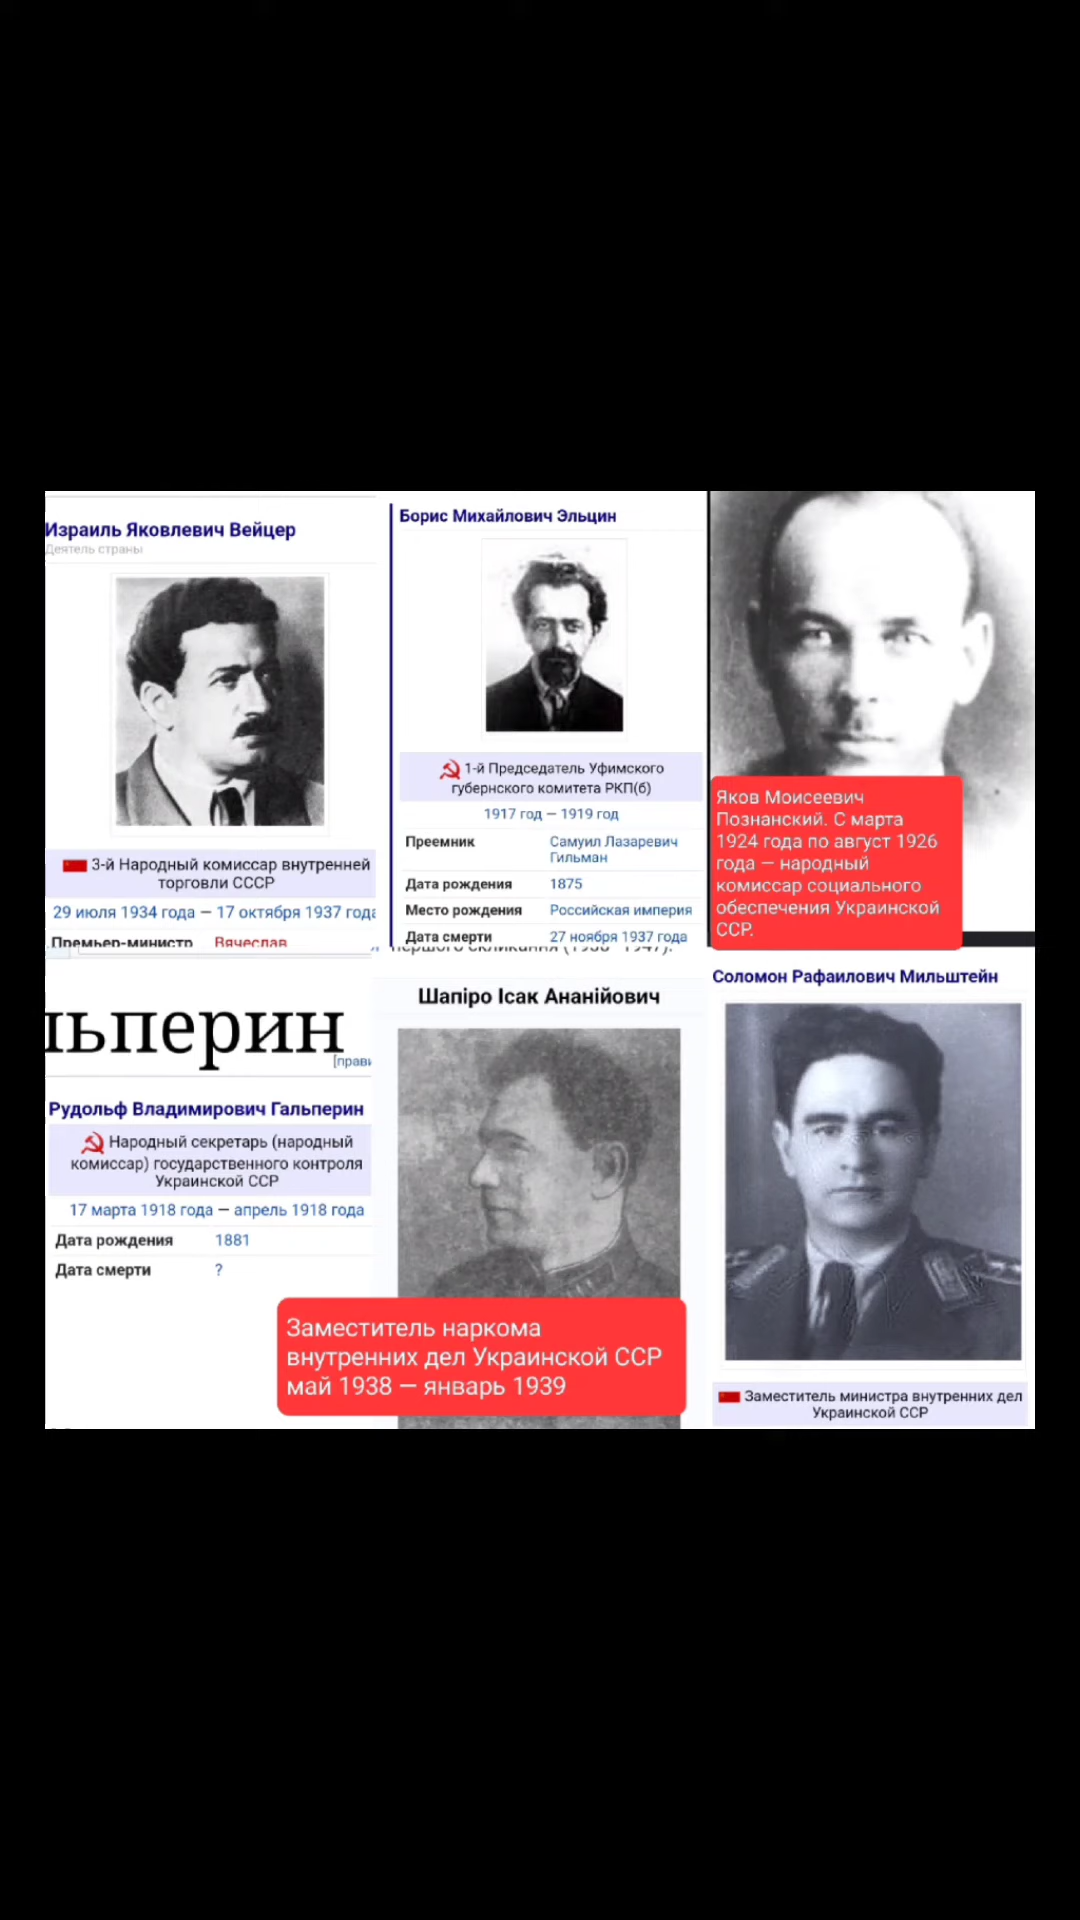 Израиль Яковлевич Вейцер
Деятель страны
3-й Народный комиссар внутренней
торговли СССР
29 июля 1934 года — 17 октября 1937 года
Премьер-министр Вячеслав
Борис Михайлович Эльцин
1-й Председатель Уфимского
губернского комитета РКП(б)
1917 год — 1919 год
Преемник Самуил Лазаревич
Гильман
Дата рождения 1875
Место рождения Российская империя
Дата смерти 27 ноября 1937 года
Яков Моисеевич
Познанский. С марта
1924 года по август 1926
года — народный
комиссар социального
обеспечения Украинской
ССР.
льперин
[прави
Рудольф Владимирович Гальперин
Народный секретарь (народный
комиссар) государственного контроля
Украинской ССР
17 марта 1918 года — апрель 1918 года
Дата рождения 1881
Дата смерти ?
першого скликання (1938-1947).
Шапіро Ісак Ананійович
Заместитель наркома
внутренних дел Украинской ССР
май 1938 — январь 1939
Соломон Рафаилович Мильштейн
Заместитель министра внутренних дел
Украинской ССР